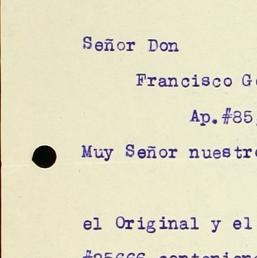 Señor Don
Francisco
Ap.#85
Muy Señor
el Original y el